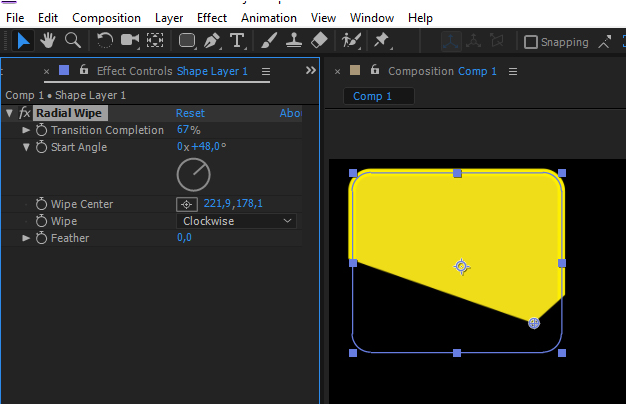 File Edit Composition Layer Effect Animation View Window Help
T Snapping
× Effect Controls Shape Layer 1 ≡ »
Comp 1 • Shape Layer 1
fx Radial Wipe Reset Abo
Transition Completion 67%
Start Angle 0x+48,0°
Wipe Center 221,9,178,1
Wipe Clockwise
Feather 0,0
× Composition Comp 1 ≡
Comp 1